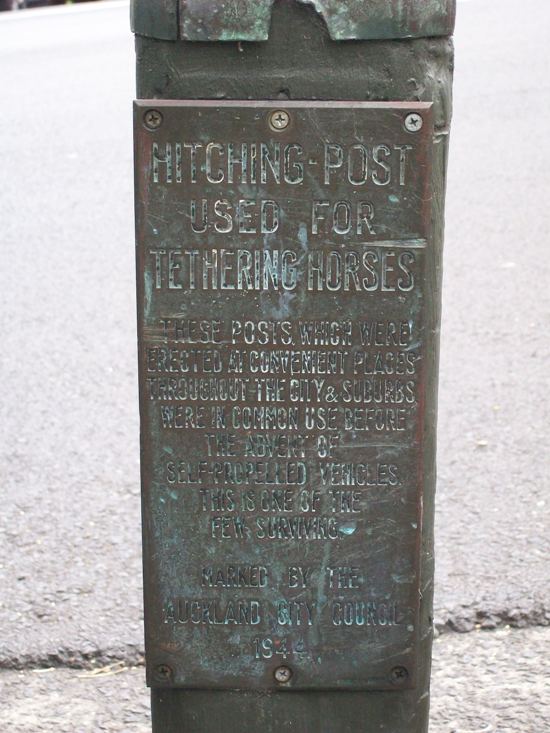 HITCHING-POST
USED FOR
TETHERING HORSES
THESE POSTS, WHICH WERE
ERECTED AT CONVENIENT PLACES
THROUGHOUT THE CITY & SUBURBS,
WERE IN COMMON USE BEFORE
THE ADVENT OF
SELF-PROPELLED VEHICLES.
THIS IS ONE OF THE
FEW SURVIVING.
MARKED BY THE
AUCKLAND CITY COUNCIL
1944